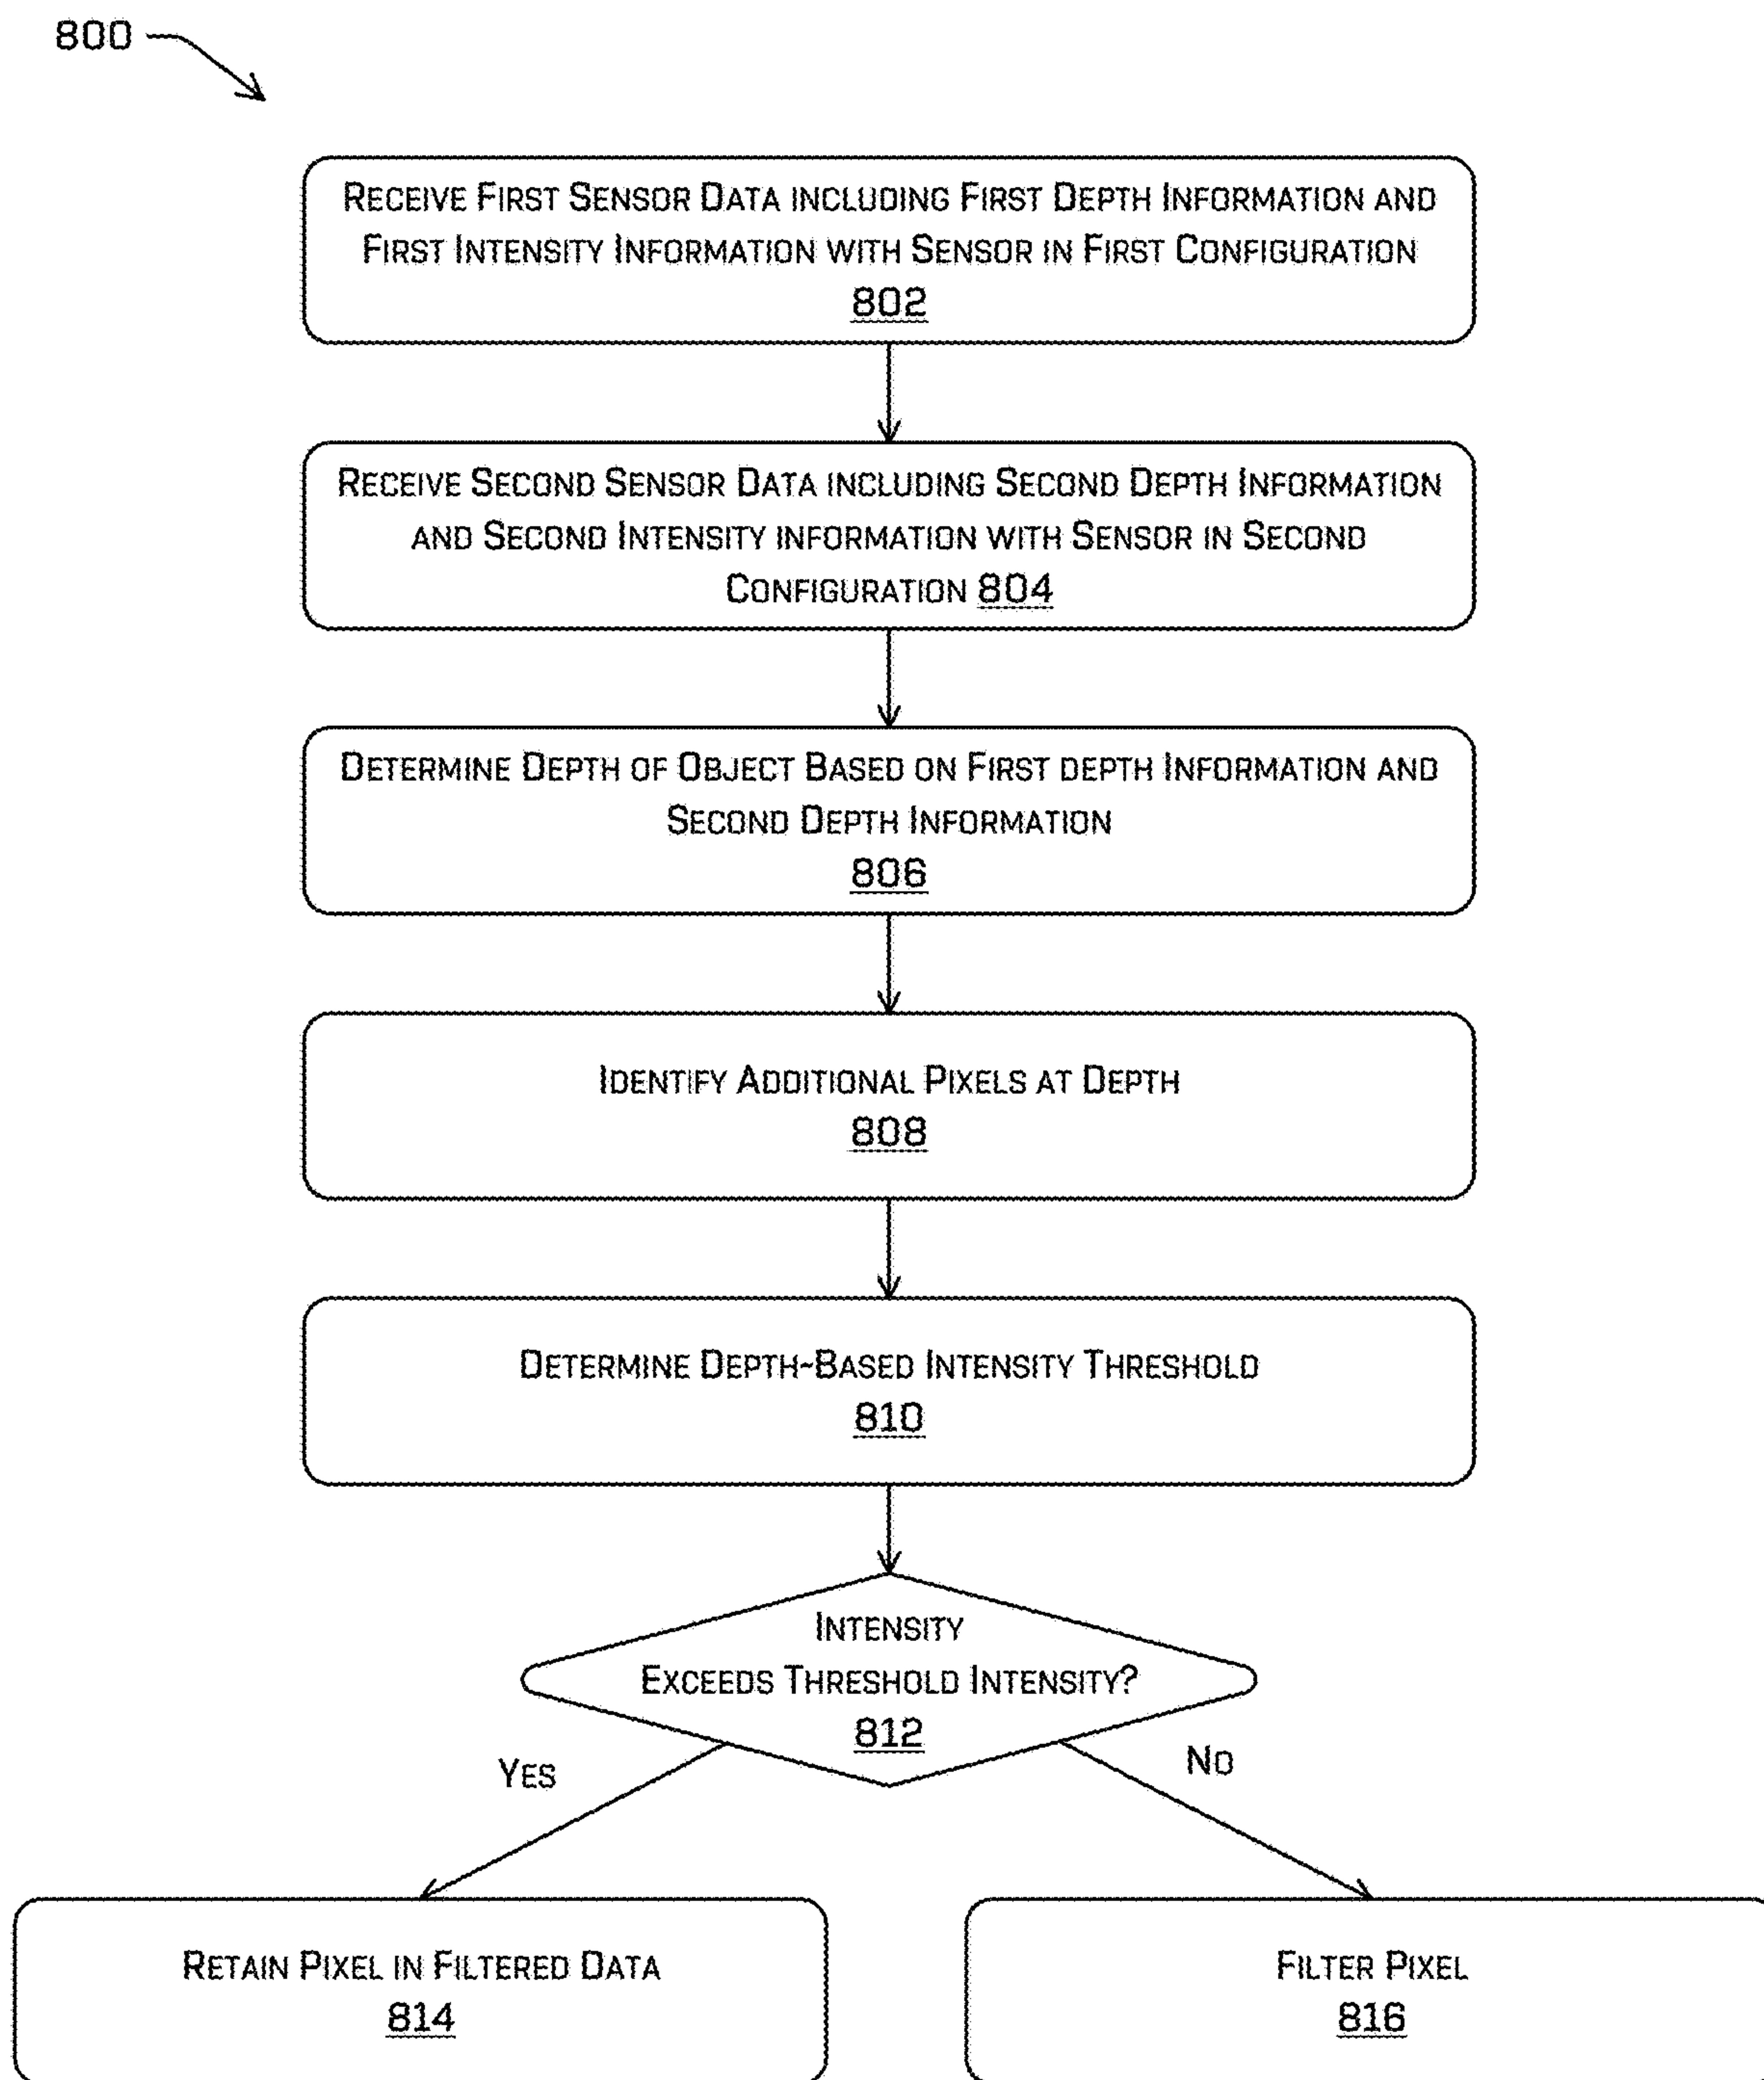 800
Receive First Sensor Data including First Depth Information and
First Intensity Information with Sensor in First Configuration
802
Receive Second Sensor Data including Second Depth Information
and Second Intensity information with Sensor in Second
Configuration 804
Determine Depth of Object Based on First depth Information and
Second Depth Information
806
Identify Additional Pixels at Depth
808
Determine Depth-Based Intensity Threshold
810
Intensity
Exceeds Threshold Intensity?
812
Yes
No
Retain Pixel in Filtered Data
814
Filter Pixel
816